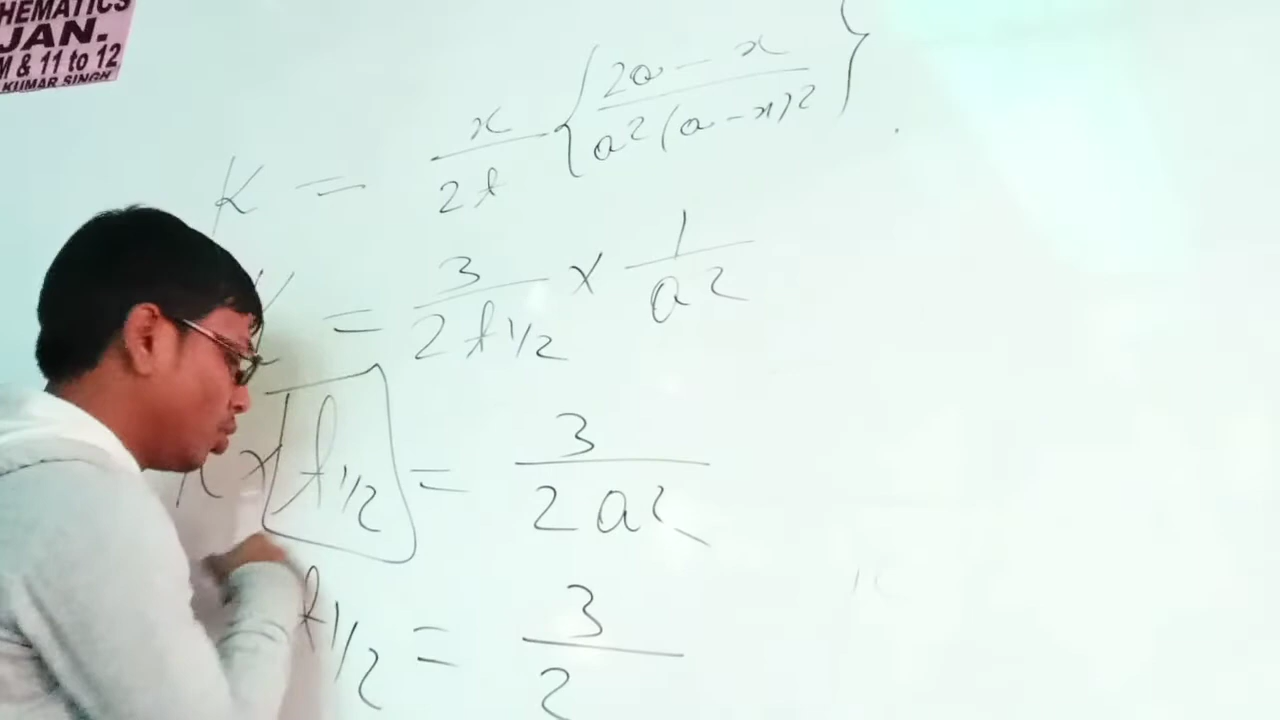 HEMATICS
JAN.
M & 11 to 12
KUMAR SINGH
K = x/2t {2a - x / a²(a - x)²}
K = 3/2t1/2 × 1/a²
K × t1/2 = 3/2a²
t1/2 = 3/2